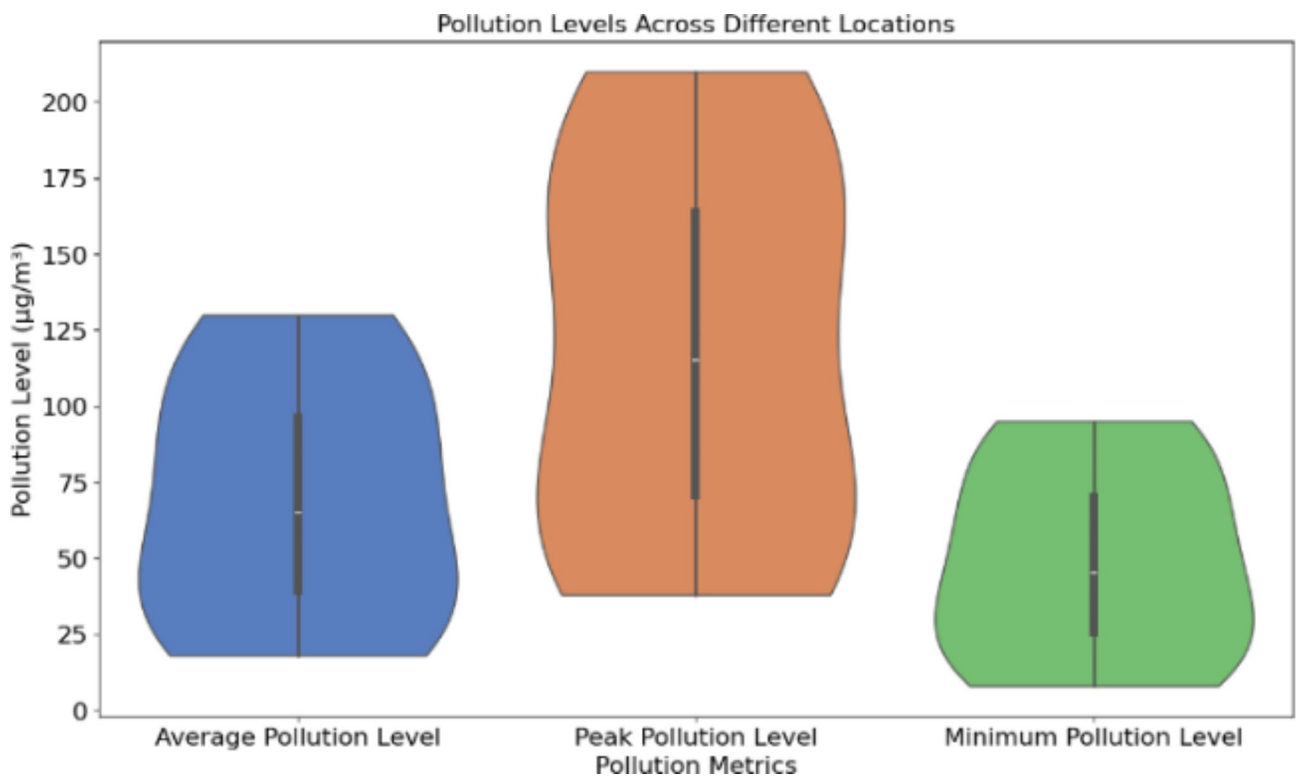 Pollution Levels Across Different Locations
Pollution Level (µg/m³)
200
175
150
125
100
75
50
25
0
Average Pollution Level
Peak Pollution Level
Minimum Pollution Level
Pollution Metrics